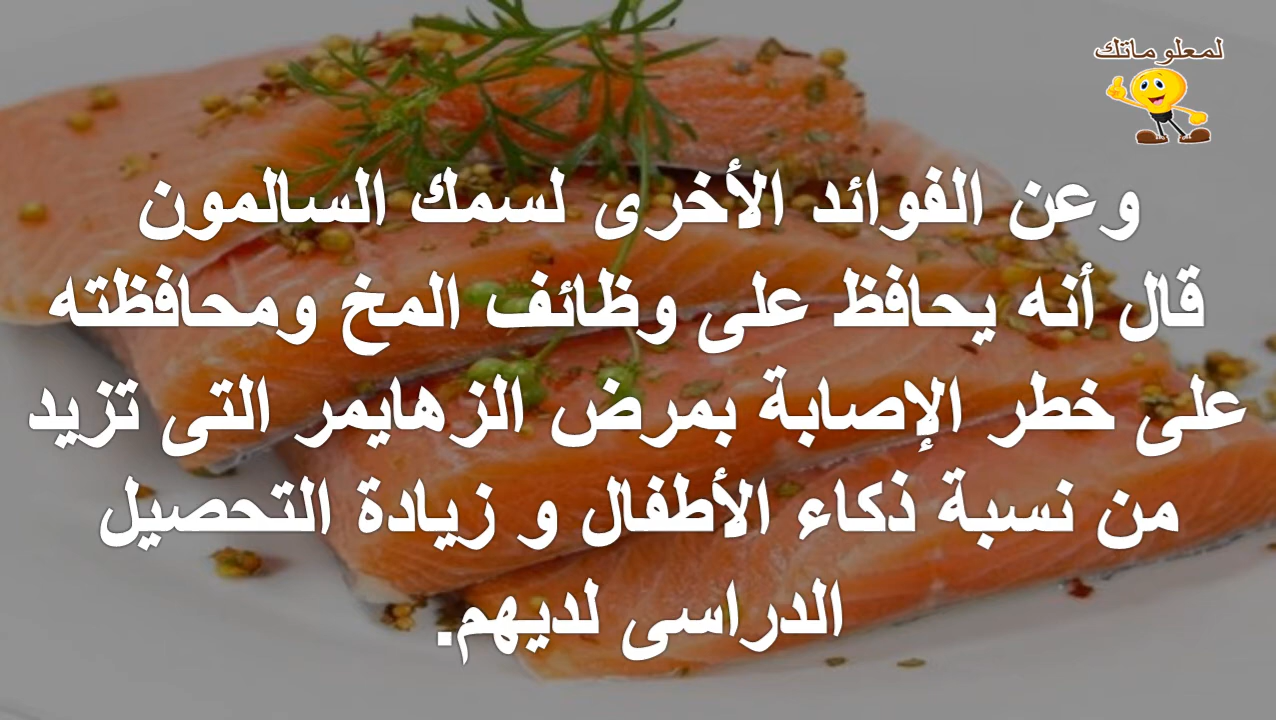 لمعلوماتك
وعن الفوائد الأخرى لسمك السالمون
قال أنه يحافظ على وظائف المخ ومحافظته
على خطر الإصابة بمرض الزهايمر التى تزيد
من نسبة ذكاء الأطفال و زيادة التحصيل
الدراسى لديهم.